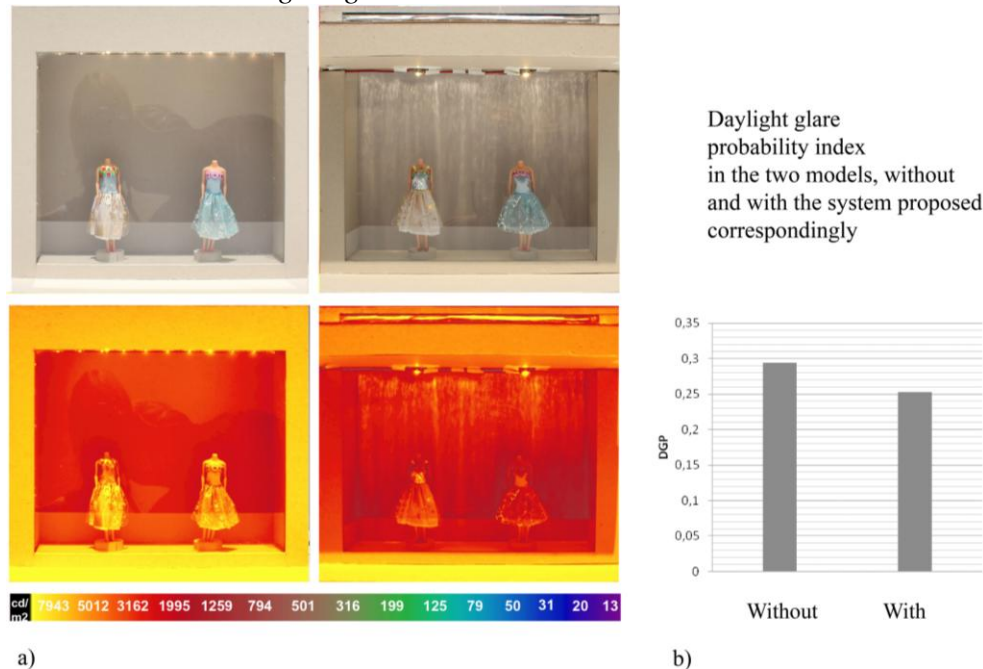 Daylight glare
probability index
in the two models, without
and with the system proposed
correspondingly
0,35
0,3
0,25
0,2
0,15
0,1
0,05
0
DGP
Without With
cd/
m2
7943 5012 3162 1995 1259 794 501 316 199 125 79 50 31 20 13
a)
b)